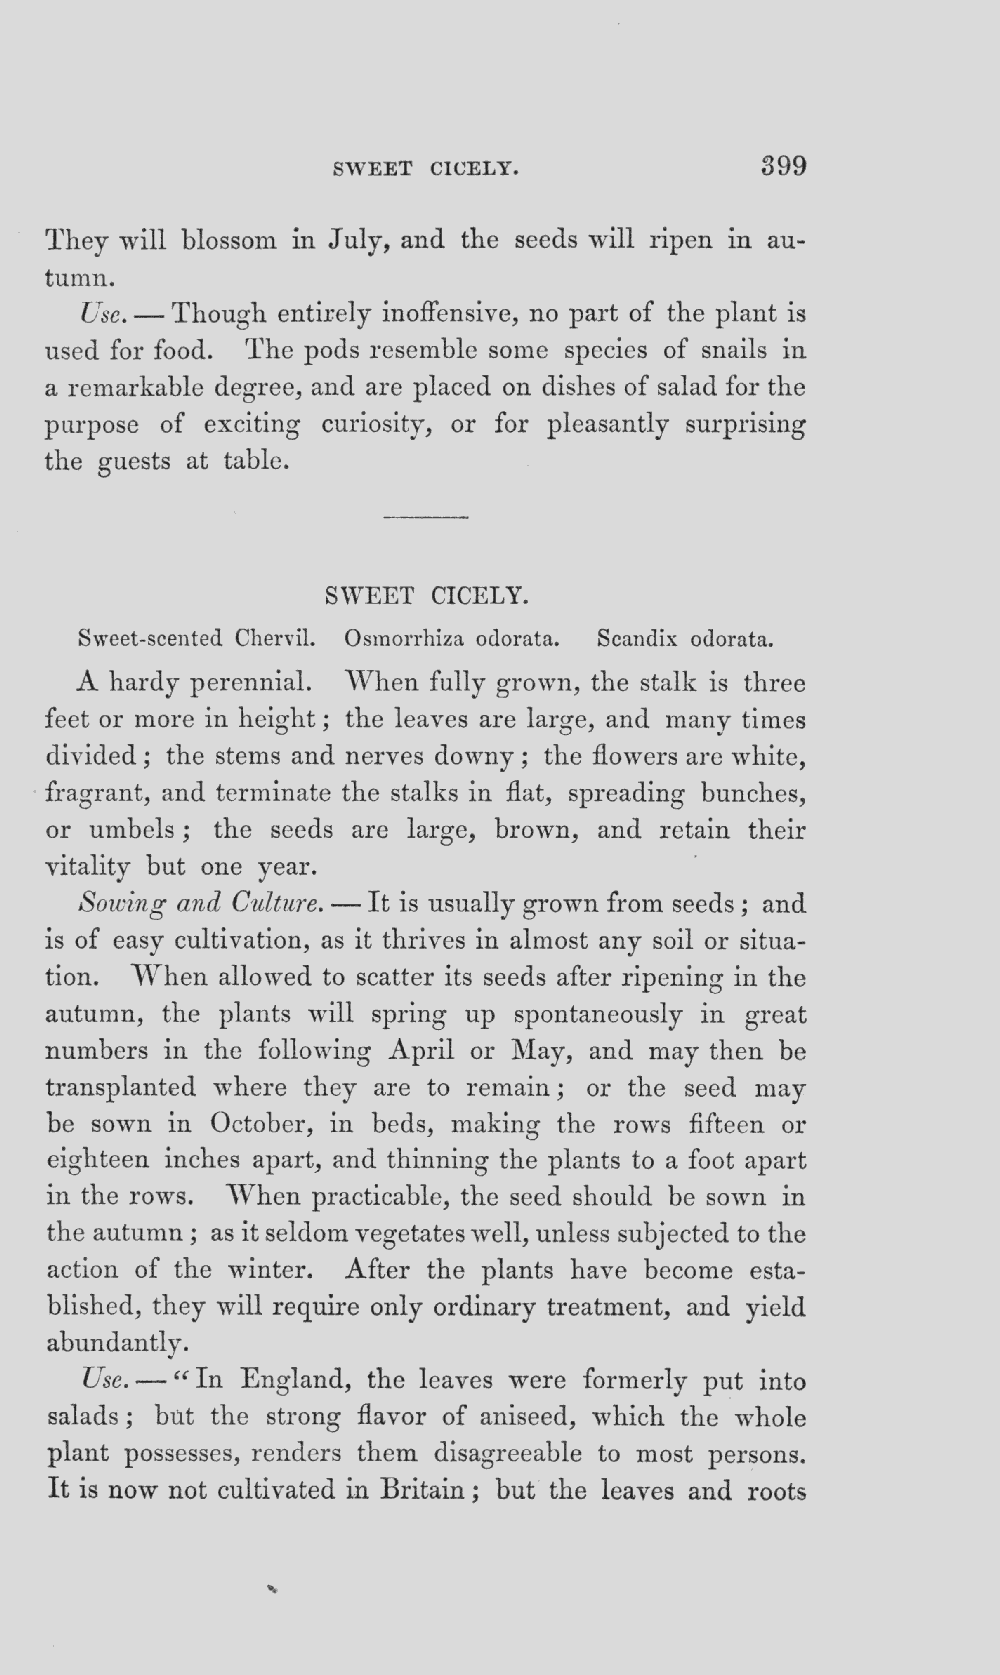 SWEET CICELY. 399
They will blossom in July, and the seeds will ripen in au-
tumn.
Use. — Though entirely inoffensive, no part of the plant is
used for food. The pods resemble some species of snails in
a remarkable degree, and are placed on dishes of salad for the
purpose of exciting curiosity, or for pleasantly surprising
the guests at table.
SWEET CICELY.
Sweet-scented Chervil. Osmorrhiza odorata. Scandix odorata.
A hardy perennial. When fully grown, the stalk is three
feet or more in height; the leaves are large, and many times
divided; the stems and nerves downy; the flowers are white,
fragrant, and terminate the stalks in flat, spreading bunches,
or umbels; the seeds are large, brown, and retain their
vitality but one year.
Sowing and Culture. — It is usually grown from seeds; and
is of easy cultivation, as it thrives in almost any soil or situa-
tion. When allowed to scatter its seeds after ripening in the
autumn, the plants will spring up spontaneously in great
numbers in the following April or May, and may then be
transplanted where they are to remain; or the seed may
be sown in October, in beds, making the rows fifteen or
eighteen inches apart, and thinning the plants to a foot apart
in the rows. When practicable, the seed should be sown in
the autumn; as it seldom vegetates well, unless subjected to the
action of the winter. After the plants have become esta-
blished, they will require only ordinary treatment, and yield
abundantly.
Use. — "In England, the leaves were formerly put into
salads; but the strong flavor of aniseed, which the whole
plant possesses, renders them disagreeable to most persons.
It is now not cultivated in Britain; but the leaves and roots